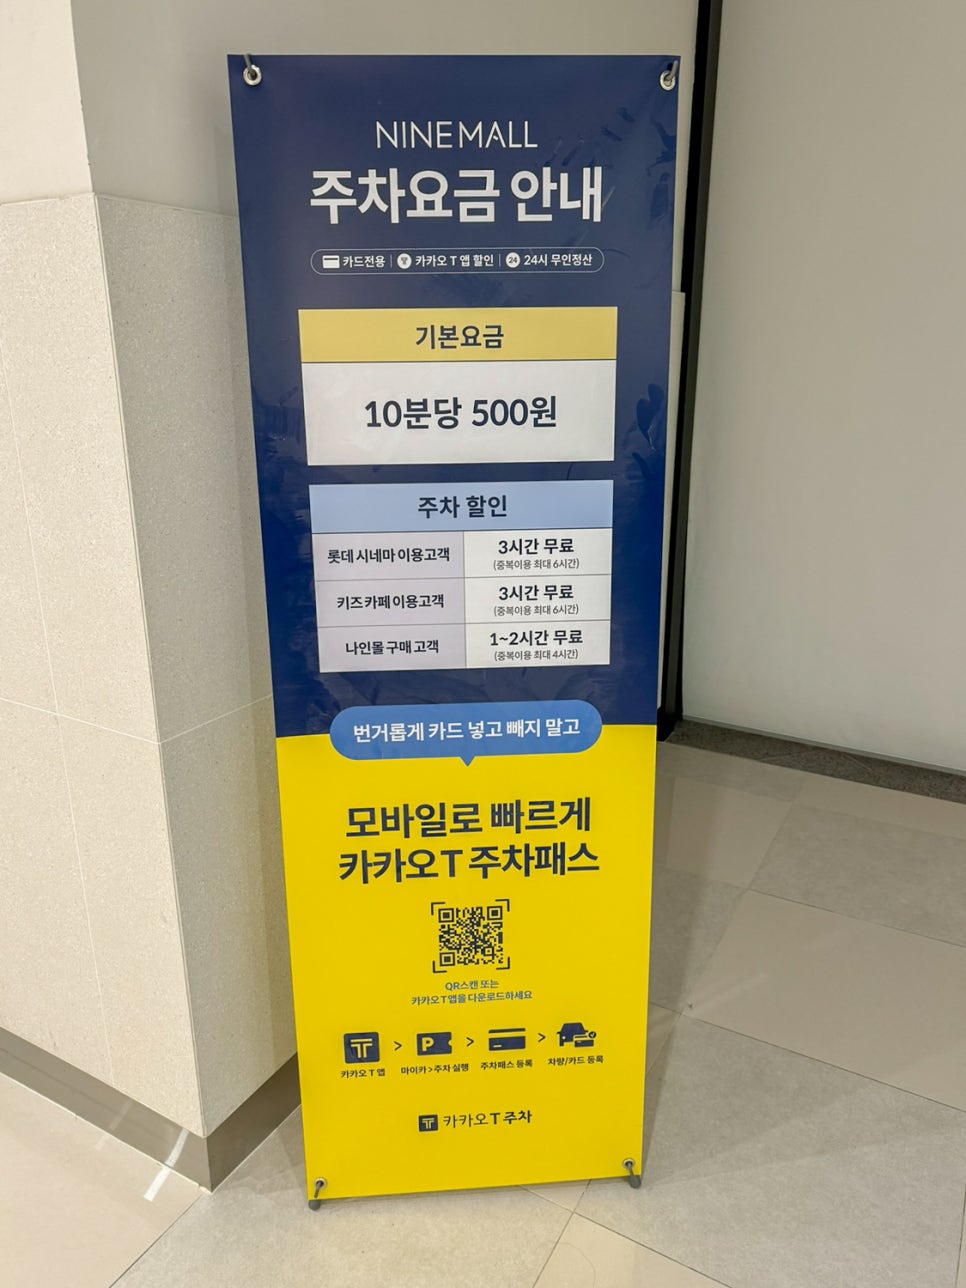 NINE MALL
주차요금 안내
카드전용 | 카카오 T 앱 할인 | 24 24시 무인정산
기본요금
10분당 500원
주차 할인
롯데시네마 이용고객
3시간 무료
(중복이용 최대 6시간)
키즈카페 이용고객
3시간 무료
(중복이용 최대 6시간)
나인몰 구매 고객
1~2시간 무료
(중복이용 최대 4시간)
번거롭게 카드 넣고 빼지 말고
모바일로 빠르게
카카오 T 주차패스
QR스캔 또는
카카오 T 앱을 다운로드하세요
T > P > >
카카오 T 앱 마이카>주차 실행 주차패스 등록 차량/카드 등록
T 카카오 T 주차